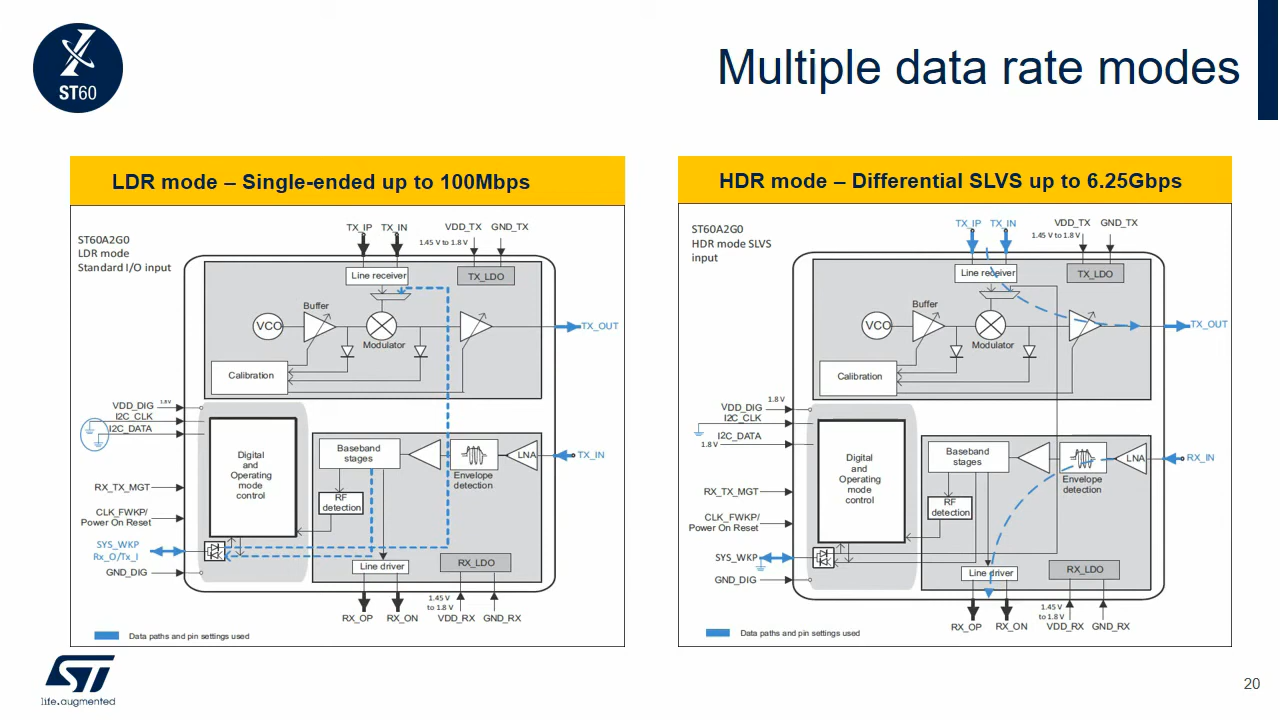 ST60
Multiple data rate modes
LDR mode – Single-ended up to 100Mbps
ST60A2G0
LDR mode
Standard I/O input
TX_IP
TX_IN
VDD_TX
GND_TX
1.45 V to 1.8 V
Line receiver
TX_LDO
Buffer
VCO
Modulator
TX_OUT
Calibration
VDD_DIG
1.8 V
I2C_CLK
I2C_DATA
Digital
and
Operating
mode
control
Baseband
stages
LNA
TX_IN
Envelope
detection
RX_TX_MGT
RF
detection
CLK_FWKP/
Power On Reset
SYS_WKP
Rx_O/Tx_I
GND_DIG
Line driver
RX_LDO
1.45 V
to 1.8 V
RX_OP
RX_ON
VDD_RX
GND_RX
Data paths and pin settings used
HDR mode – Differential SLVS up to 6.25Gbps
ST60A2G0
HDR mode SLVS
input
TX_IP
TX_IN
VDD_TX
GND_TX
1.45 V to 1.8 V
Line receiver
TX_LDO
Buffer
VCO
Modulator
TX_OUT
Calibration
1.8 V
VDD_DIG
I2C_CLK
I2C_DATA
1.8 V
Digital
and
Operating
mode
control
Baseband
stages
LNA
RX_IN
Envelope
detection
RX_TX_MGT
RF
detection
CLK_FWKP/
Power On Reset
SYS_WKP
GND_DIG
Line driver
RX_LDO
1.45 V
to 1.8 V
RX_OP
RX_ON
VDD_RX
GND_RX
Data paths and pin settings used
ST
life.augmented
20